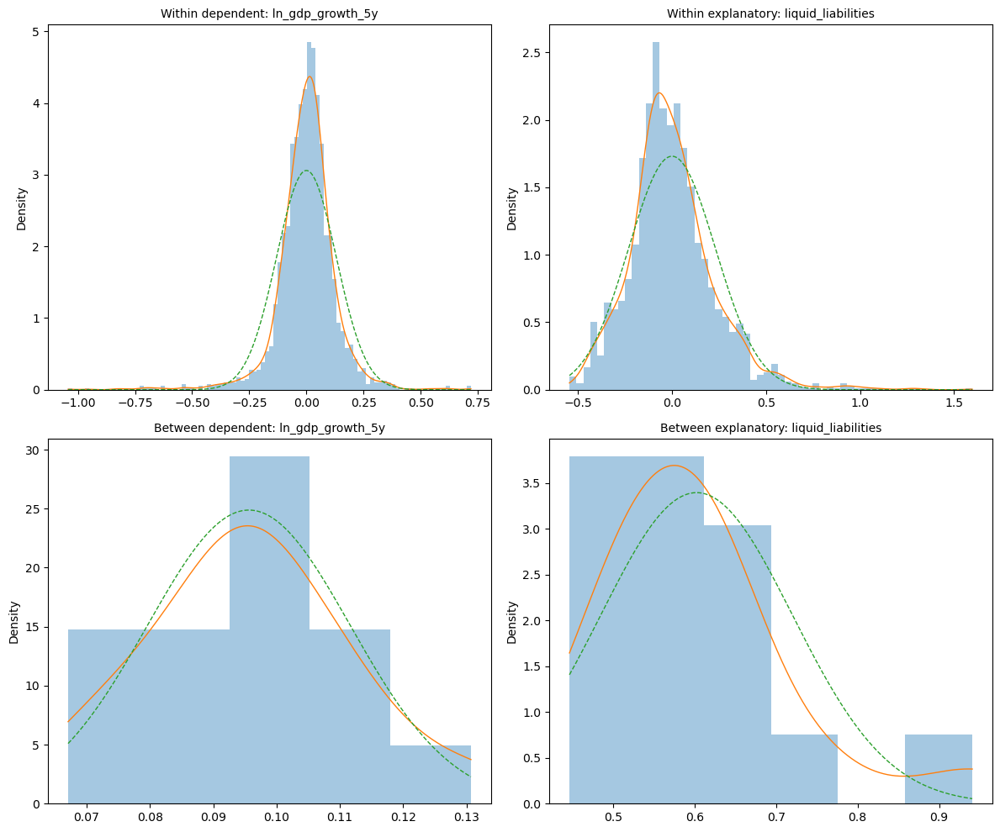 Within dependent: ln_gdp_growth_5y
Density
5
4
3
2
1
0
−1.00 −0.75 −0.50 −0.25 0.00 0.25 0.50 0.75
Within explanatory: liquid_liabilities
Density
2.5
2.0
1.5
1.0
0.5
0.0
−0.5 0.0 0.5 1.0 1.5
Between dependent: ln_gdp_growth_5y
Density
30
25
20
15
10
5
0
0.07 0.08 0.09 0.10 0.11 0.12 0.13
Between explanatory: liquid_liabilities
Density
3.5
3.0
2.5
2.0
1.5
1.0
0.5
0.0
0.5 0.6 0.7 0.8 0.9